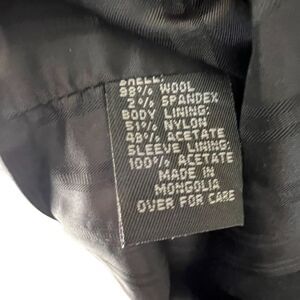 SHELL:
98% WOOL
2% SPANDEX
BODY LINING:
51% NYLON
49% ACETATE
SLEEVE LINING:
100% ACETATE
MADE IN
MONGOLIA
OVER FOR CARE